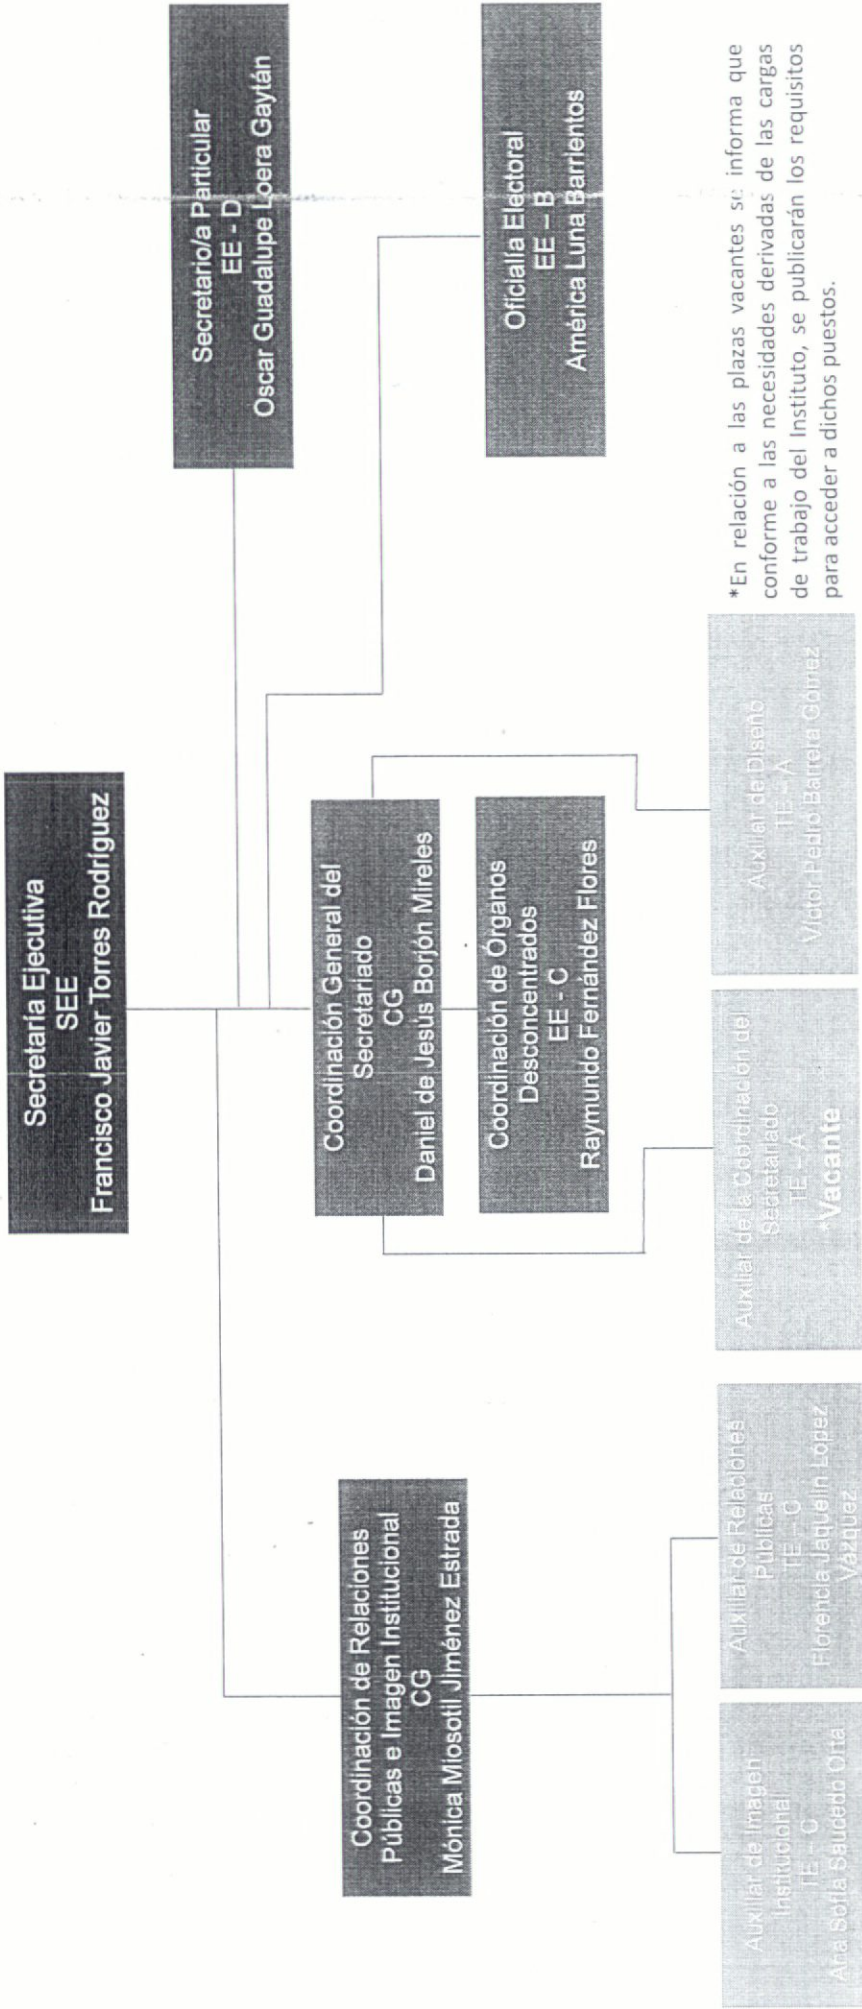 Secretaría Ejecutiva
SEE
Francisco Javier Torres Rodríguez
Secretario/a Particular
EE - D
Oscar Guadalupe Loera Gaytán
Coordinación de Relaciones
Públicas e Imagen Institucional
CG
Mónica Miosotil Jiménez Estrada
Coordinación General del
Secretariado
CG
Daniel de Jesús Borjón Mireles
Coordinación de Órganos
Desconcentrados
EE - C
Raymundo Fernández Flores
Oficialía Electoral
EE – B
América Luna Barrientos
Auxiliar de Imagen
Institucional
TE – C
Ana Sofía Saucedo Orta
Auxiliar de Relaciones
Públicas
TE – C
Florencia Jaquelin López
Vazquez
Auxiliar de la Coordinación del
Secretariado
TE – A
*Vacante
Auxiliar de Diseño
TE – A
Víctor Pedro Barrera Gómez
*En relación a las plazas vacantes se informa que
conforme a las necesidades derivadas de las cargas
de trabajo del Instituto, se publicarán los requisitos
para acceder a dichos puestos.